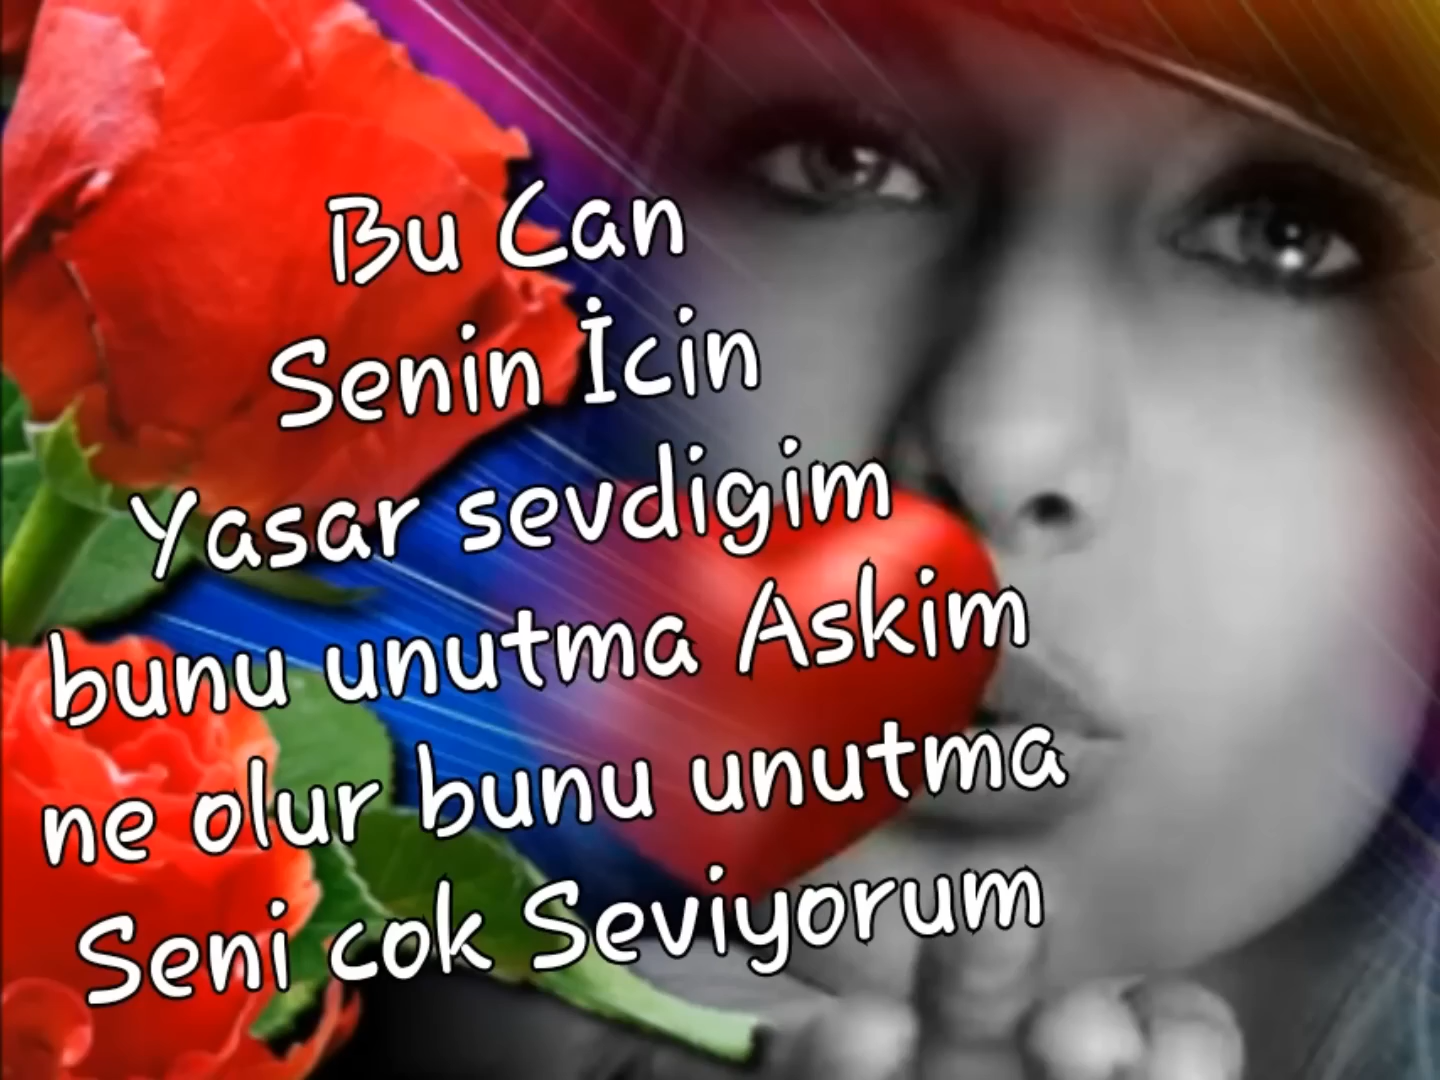 Bu Can
Senin İcin
Yasar sevdigim
bunu unutma Askim
ne olur bunu unutma
Seni cok Seviyorum